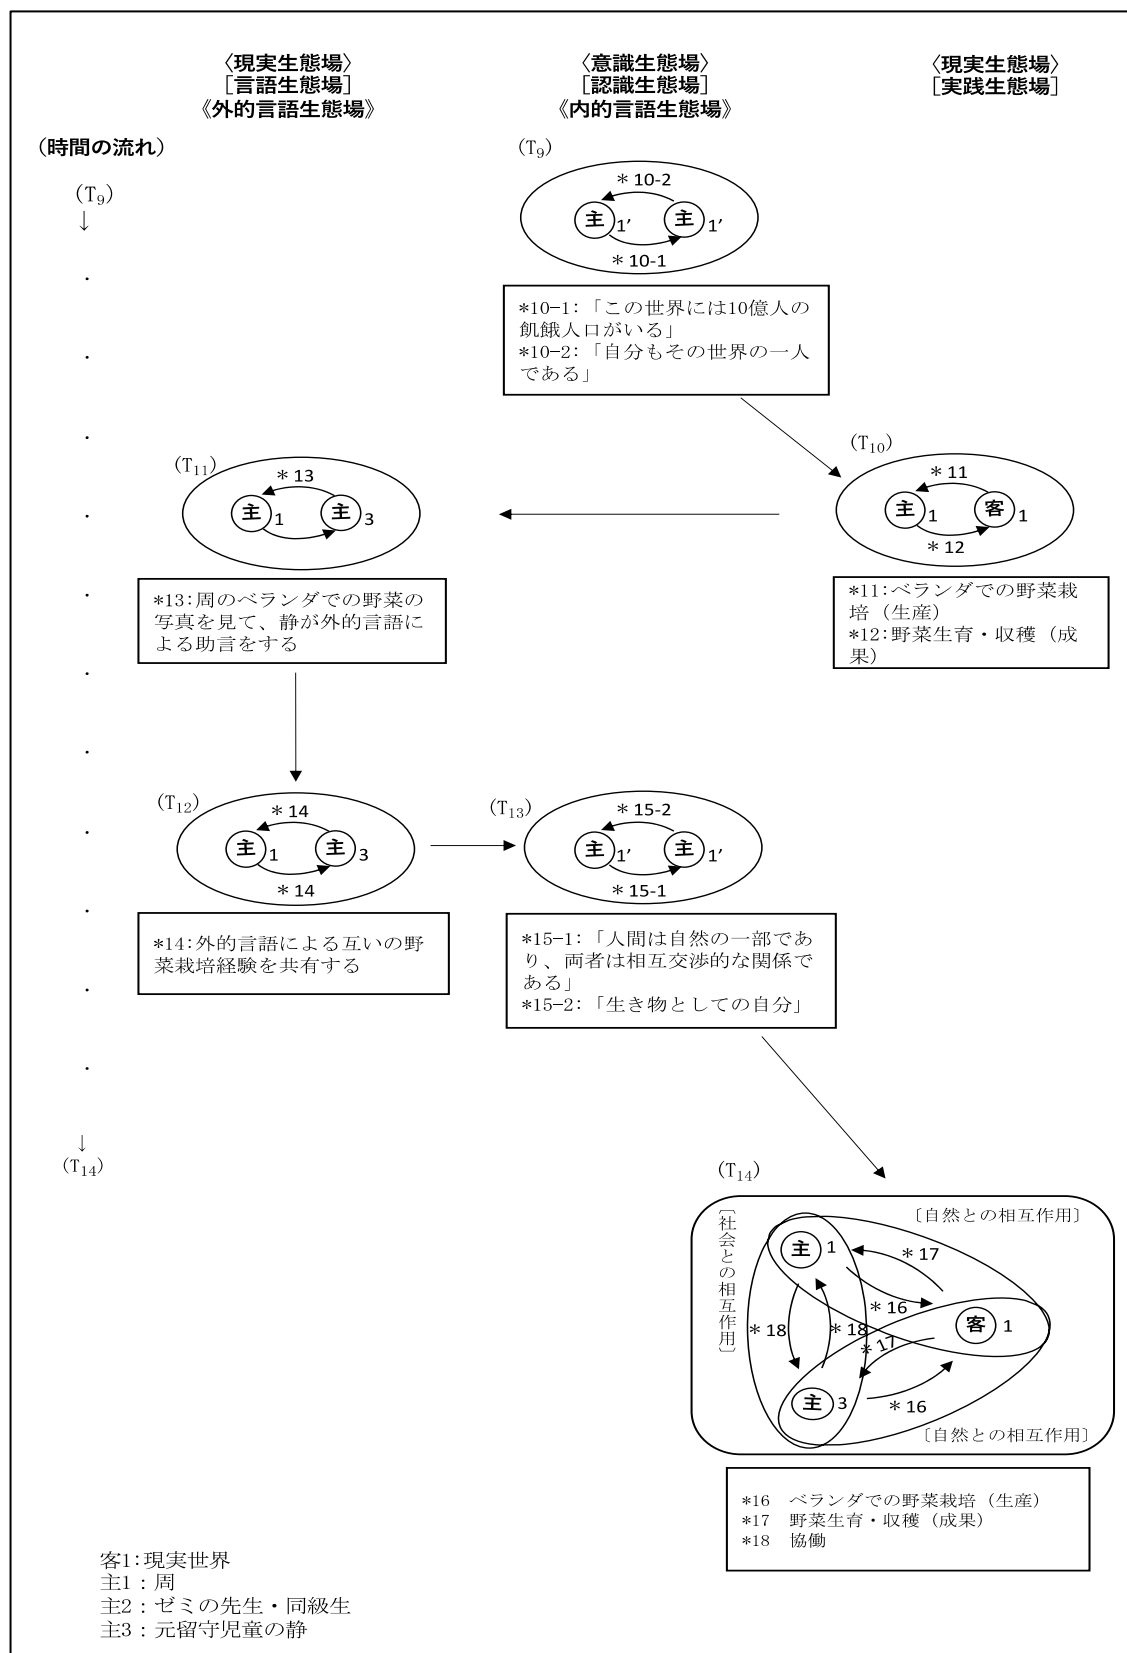 〈現実生態場〉
[言語生態場]
《外的言語生態場》
〈意識生態場〉
[認識生態場]
《内的言語生態場》
〈現実生態場〉
[実践生態場]
（時間の流れ）
(T9)
↓
(T9)
＊10-2
主1′
主1′
＊10-1
*10-1：「この世界には10億人の
飢餓人口がいる」
*10-2：「自分もその世界の一人
である」
(T10)
＊11
主1
客1
＊12
*11：ベランダでの野菜栽
培（生産）
*12：野菜生育・収穫（成
果）
(T11)
＊13
主1
主3
*13：周のベランダでの野菜の
写真を見て、静が外的言語に
よる助言をする
(T12)
＊14
主1
主3
＊14
*14：外的言語による互いの野
菜栽培経験を共有する
(T13)
＊15-2
主1′
主1′
＊15-1
*15-1：「人間は自然の一部であ
り、両者は相互交渉的な関係で
ある」
*15-2：「生き物としての自分」
↓
(T14)
(T14)
〔社会との相互作用〕
〔自然との相互作用〕
主1
＊17
＊16
客1
＊18
＊18
＊17
主3
＊16
〔自然との相互作用〕
*16　ベランダでの野菜栽培（生産）
*17　野菜生育・収穫（成果）
*18　協働
客1：現実世界
主1：周
主2：ゼミの先生・同級生
主3：元留守児童の静